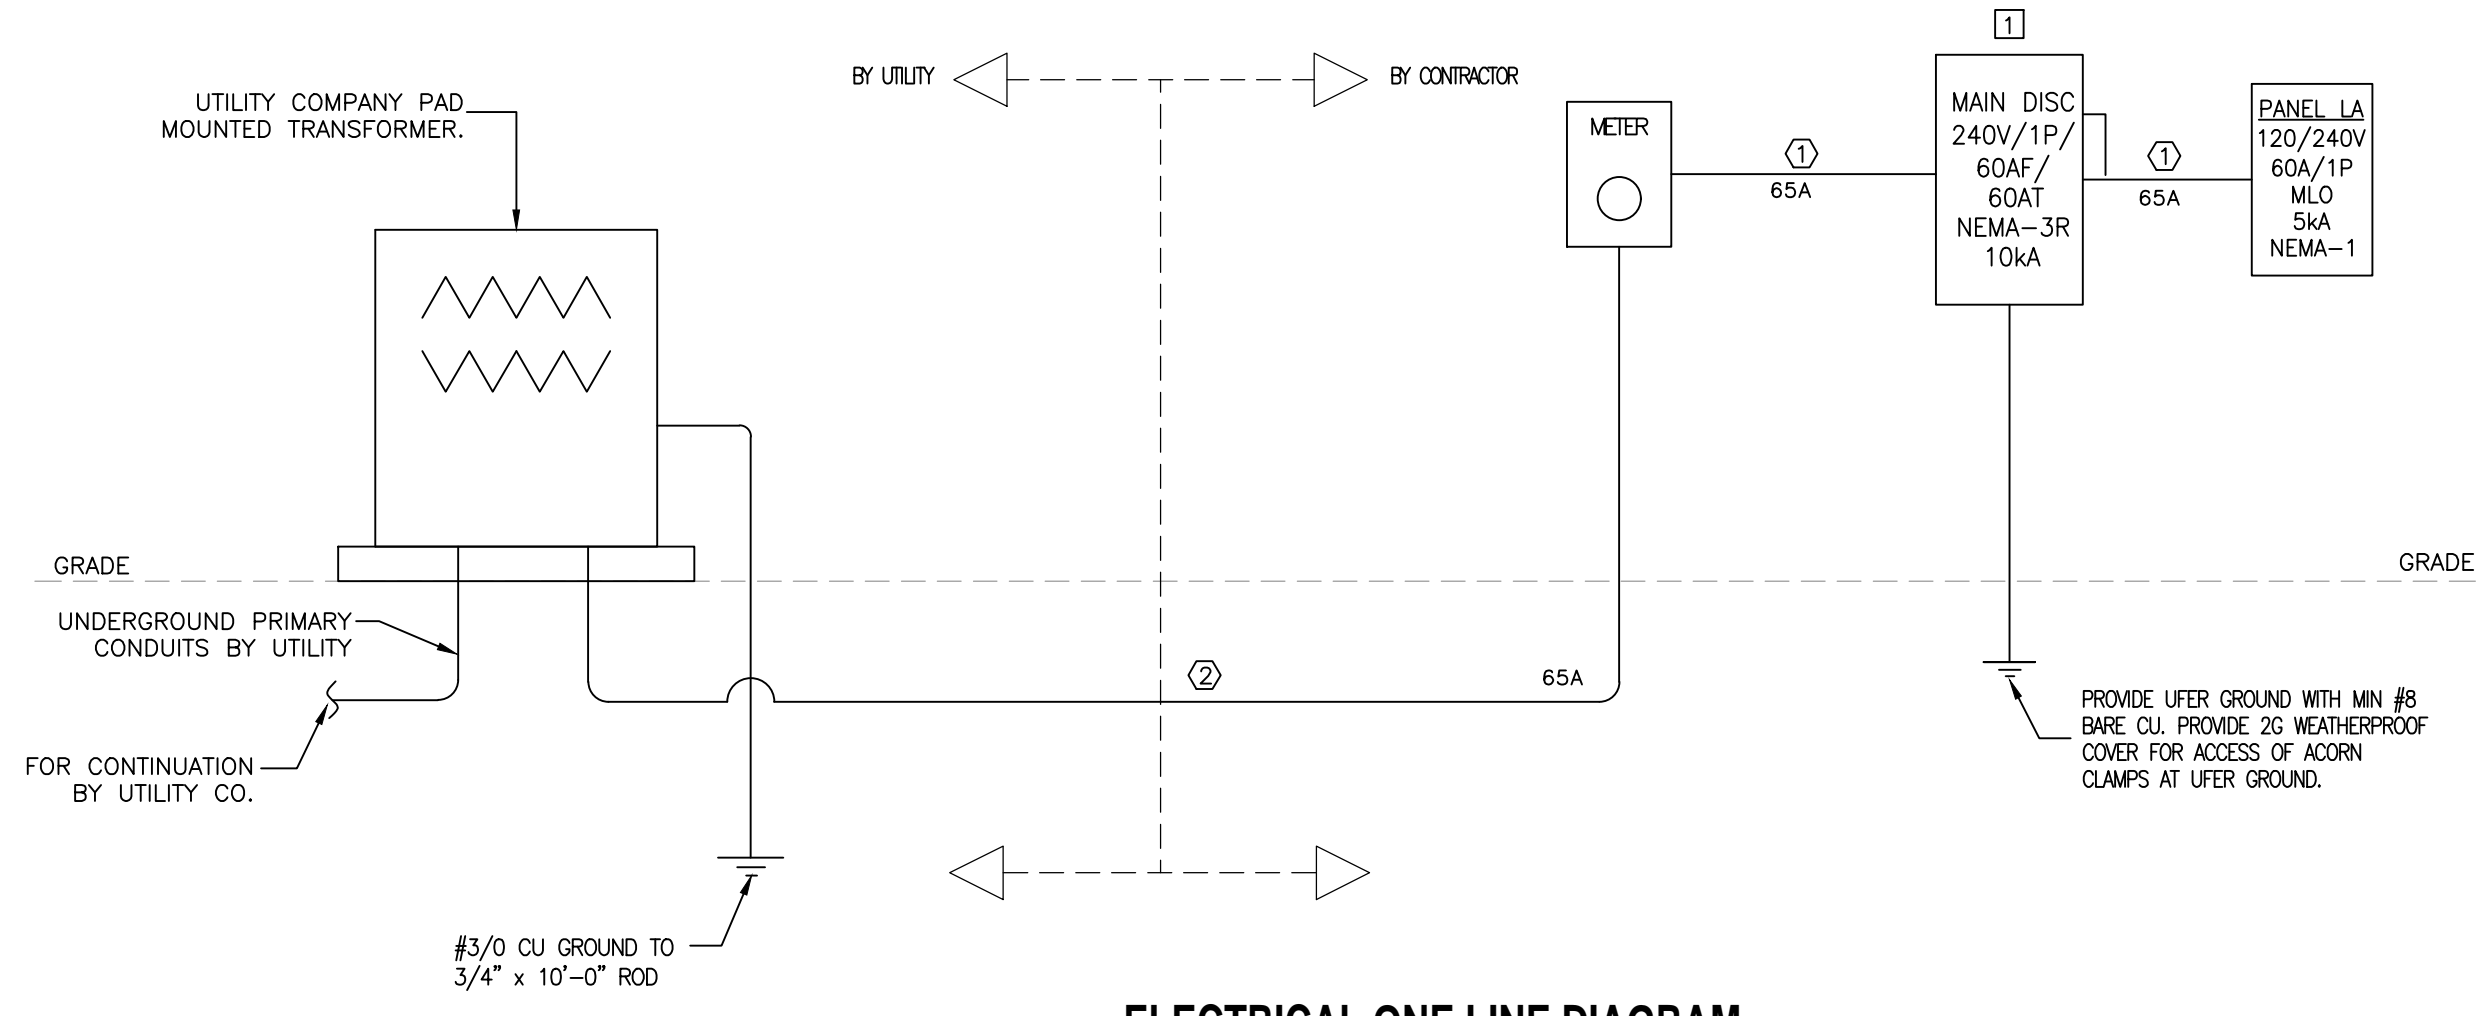 1
BY UTILITY
BY CONTRACTOR
UTILITY COMPANY PAD
MOUNTED TRANSFORMER.
METER
1
65A
MAIN DISC
240V/1P/
60AF/
60AT
NEMA-3R
10kA
1
65A
PANEL LA
120/240V
60A/1P
MLO
5kA
NEMA-1
GRADE
GRADE
UNDERGROUND PRIMARY
CONDUITS BY UTILITY
2
65A
FOR CONTINUATION
BY UTILITY CO.
PROVIDE UFER GROUND WITH MIN #8
BARE CU. PROVIDE 2G WEATHERPROOF
COVER FOR ACCESS OF ACORN
CLAMPS AT UFER GROUND.
#3/0 CU GROUND TO
3/4" x 10'-0" ROD
ELECTRICAL ONE LINE DIAGRAM